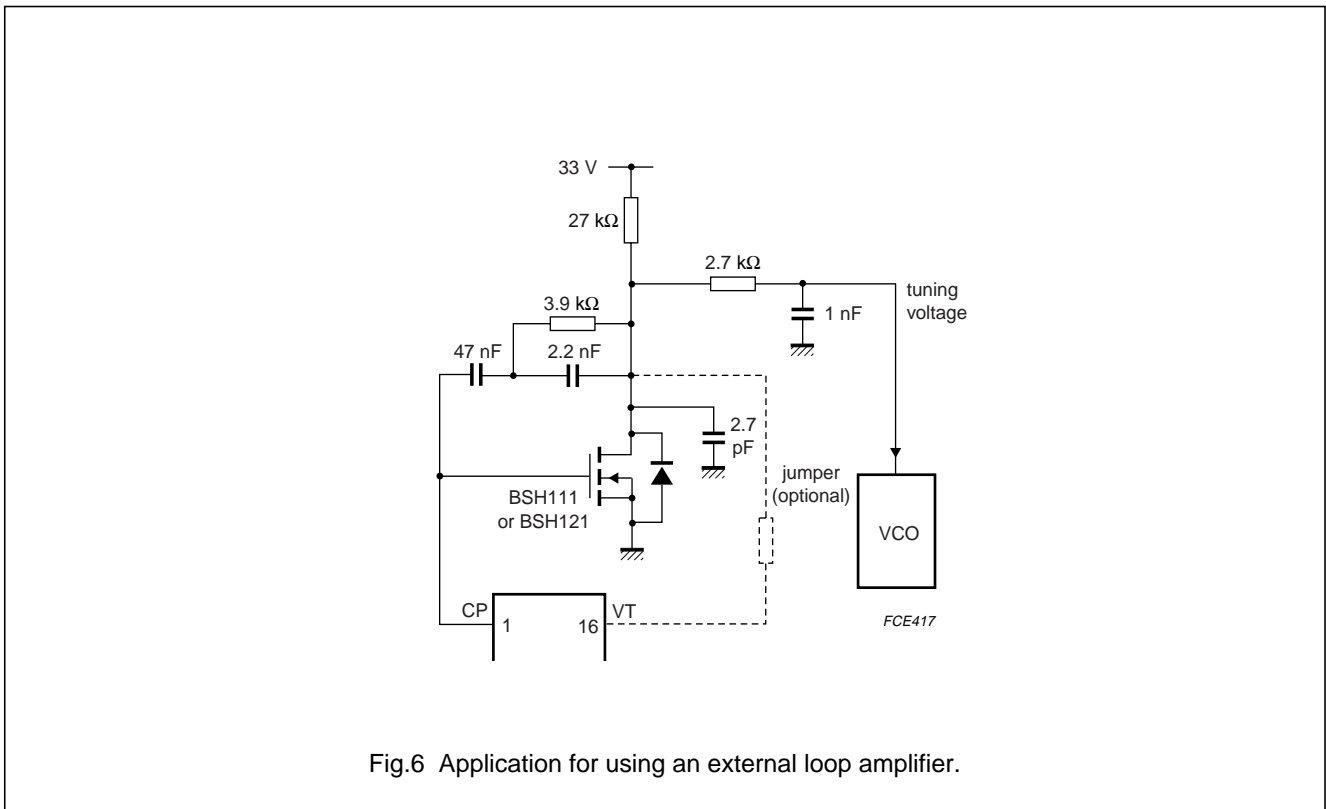 33 V
27 kΩ
2.7 kΩ
tuning
voltage
1 nF
3.9 kΩ
47 nF
2.2 nF
2.7
pF
jumper
(optional)
BSH111
or BSH121
VCO
CP
1
16
VT
FCE417
Fig.6 Application for using an external loop amplifier.